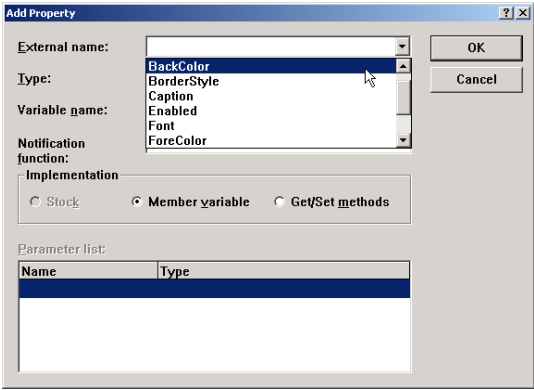 Add Property
External name:
OK
BackColor
BorderStyle
Caption
Enabled
Font
ForeColor
Cancel
Type:
Variable name:
Notification
function:
Implementation
Stock
Member variable
Get/Set methods
Parameter list:
Name Type